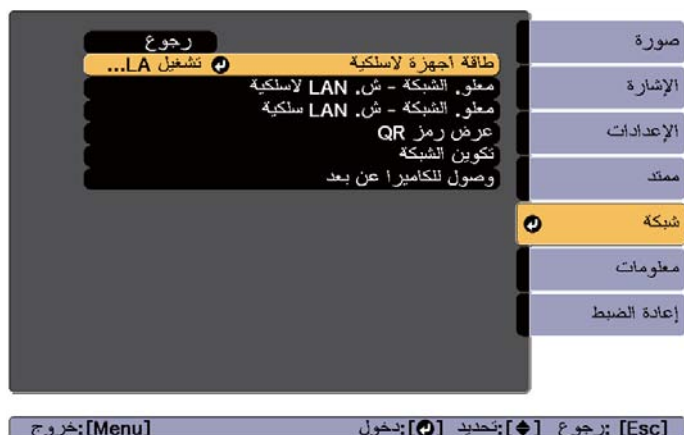 صورة
الإشارة
الإعدادات
ممتد
شبكة
معلومات
إعادة الضبط
رجوع
طاقة أجهزة لاسلكية تشغيل LA...
معلو. الشبكة - ش. LAN لاسلكية
معلو. الشبكة - ش. LAN سلكية
عرض رمز QR
تكوين الشبكة
وصول للكاميرا عن بعد
[Esc] :رجوع [◆]:تحديد [↵]:دخول [Menu]:خروج